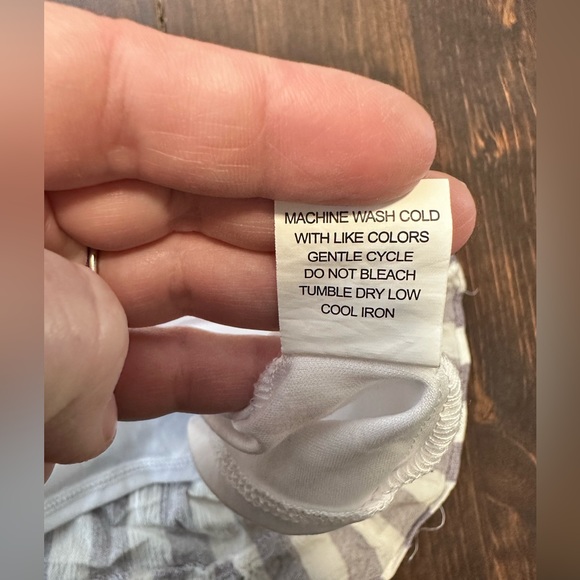 MACHINE WASH COLD
WITH LIKE COLORS
GENTLE CYCLE
DO NOT BLEACH
TUMBLE DRY LOW
COOL IRON